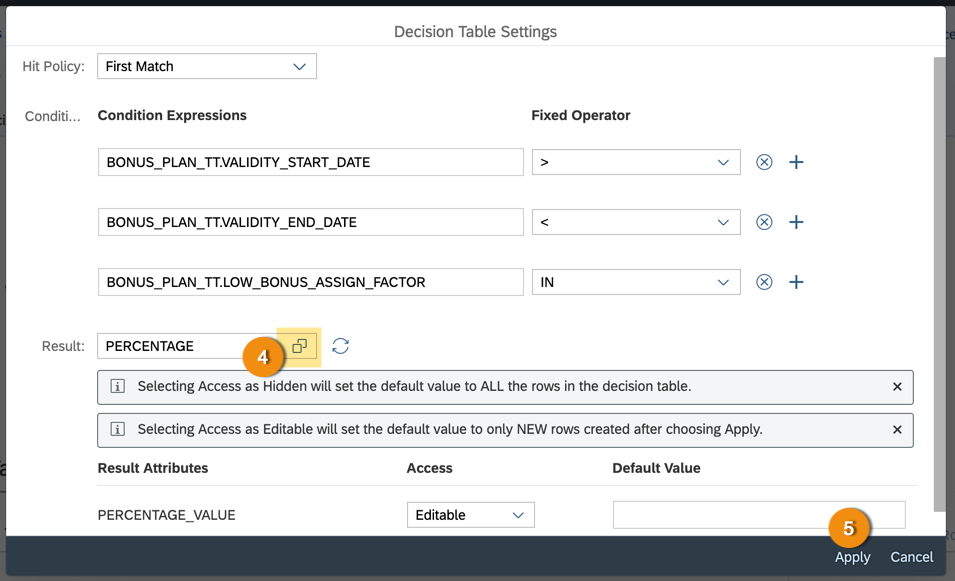 Decision Table Settings
Hit Policy: First Match
Conditi... Condition Expressions Fixed Operator
BONUS_PLAN_TT.VALIDITY_START_DATE >
BONUS_PLAN_TT.VALIDITY_END_DATE <
BONUS_PLAN_TT.LOW_BONUS_ASSIGN_FACTOR IN
Result: PERCENTAGE
4
Selecting Access as Hidden will set the default value to ALL the rows in the decision table.
Selecting Access as Editable will set the default value to only NEW rows created after choosing Apply.
Result Attributes Access Default Value
PERCENTAGE_VALUE Editable
5
Apply Cancel